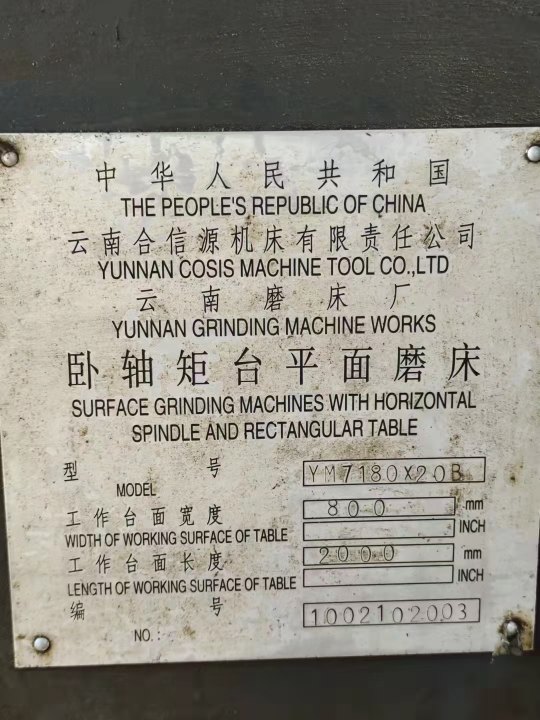 中华人民共和国
THE PEOPLE'S REPUBLIC OF CHINA
云南合信源机床有限责任公司
YUNNAN COSIS MACHINE TOOL CO.,LTD
云南磨床厂
YUNNAN GRINDING MACHINE WORKS
卧轴矩台平面磨床
SURFACE GRINDING MACHINES WITH HORIZONTAL
SPINDLE AND RECTANGULAR TABLE
型号
MODEL YM7180X20B
工作台面宽度 800 mm
WIDTH OF WORKING SURFACE OF TABLE INCH
工作台面长度 2000 mm
LENGTH OF WORKING SURFACE OF TABLE INCH
编号
NO.: 1002102003